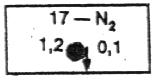 17 – N₂
1,2 0,1